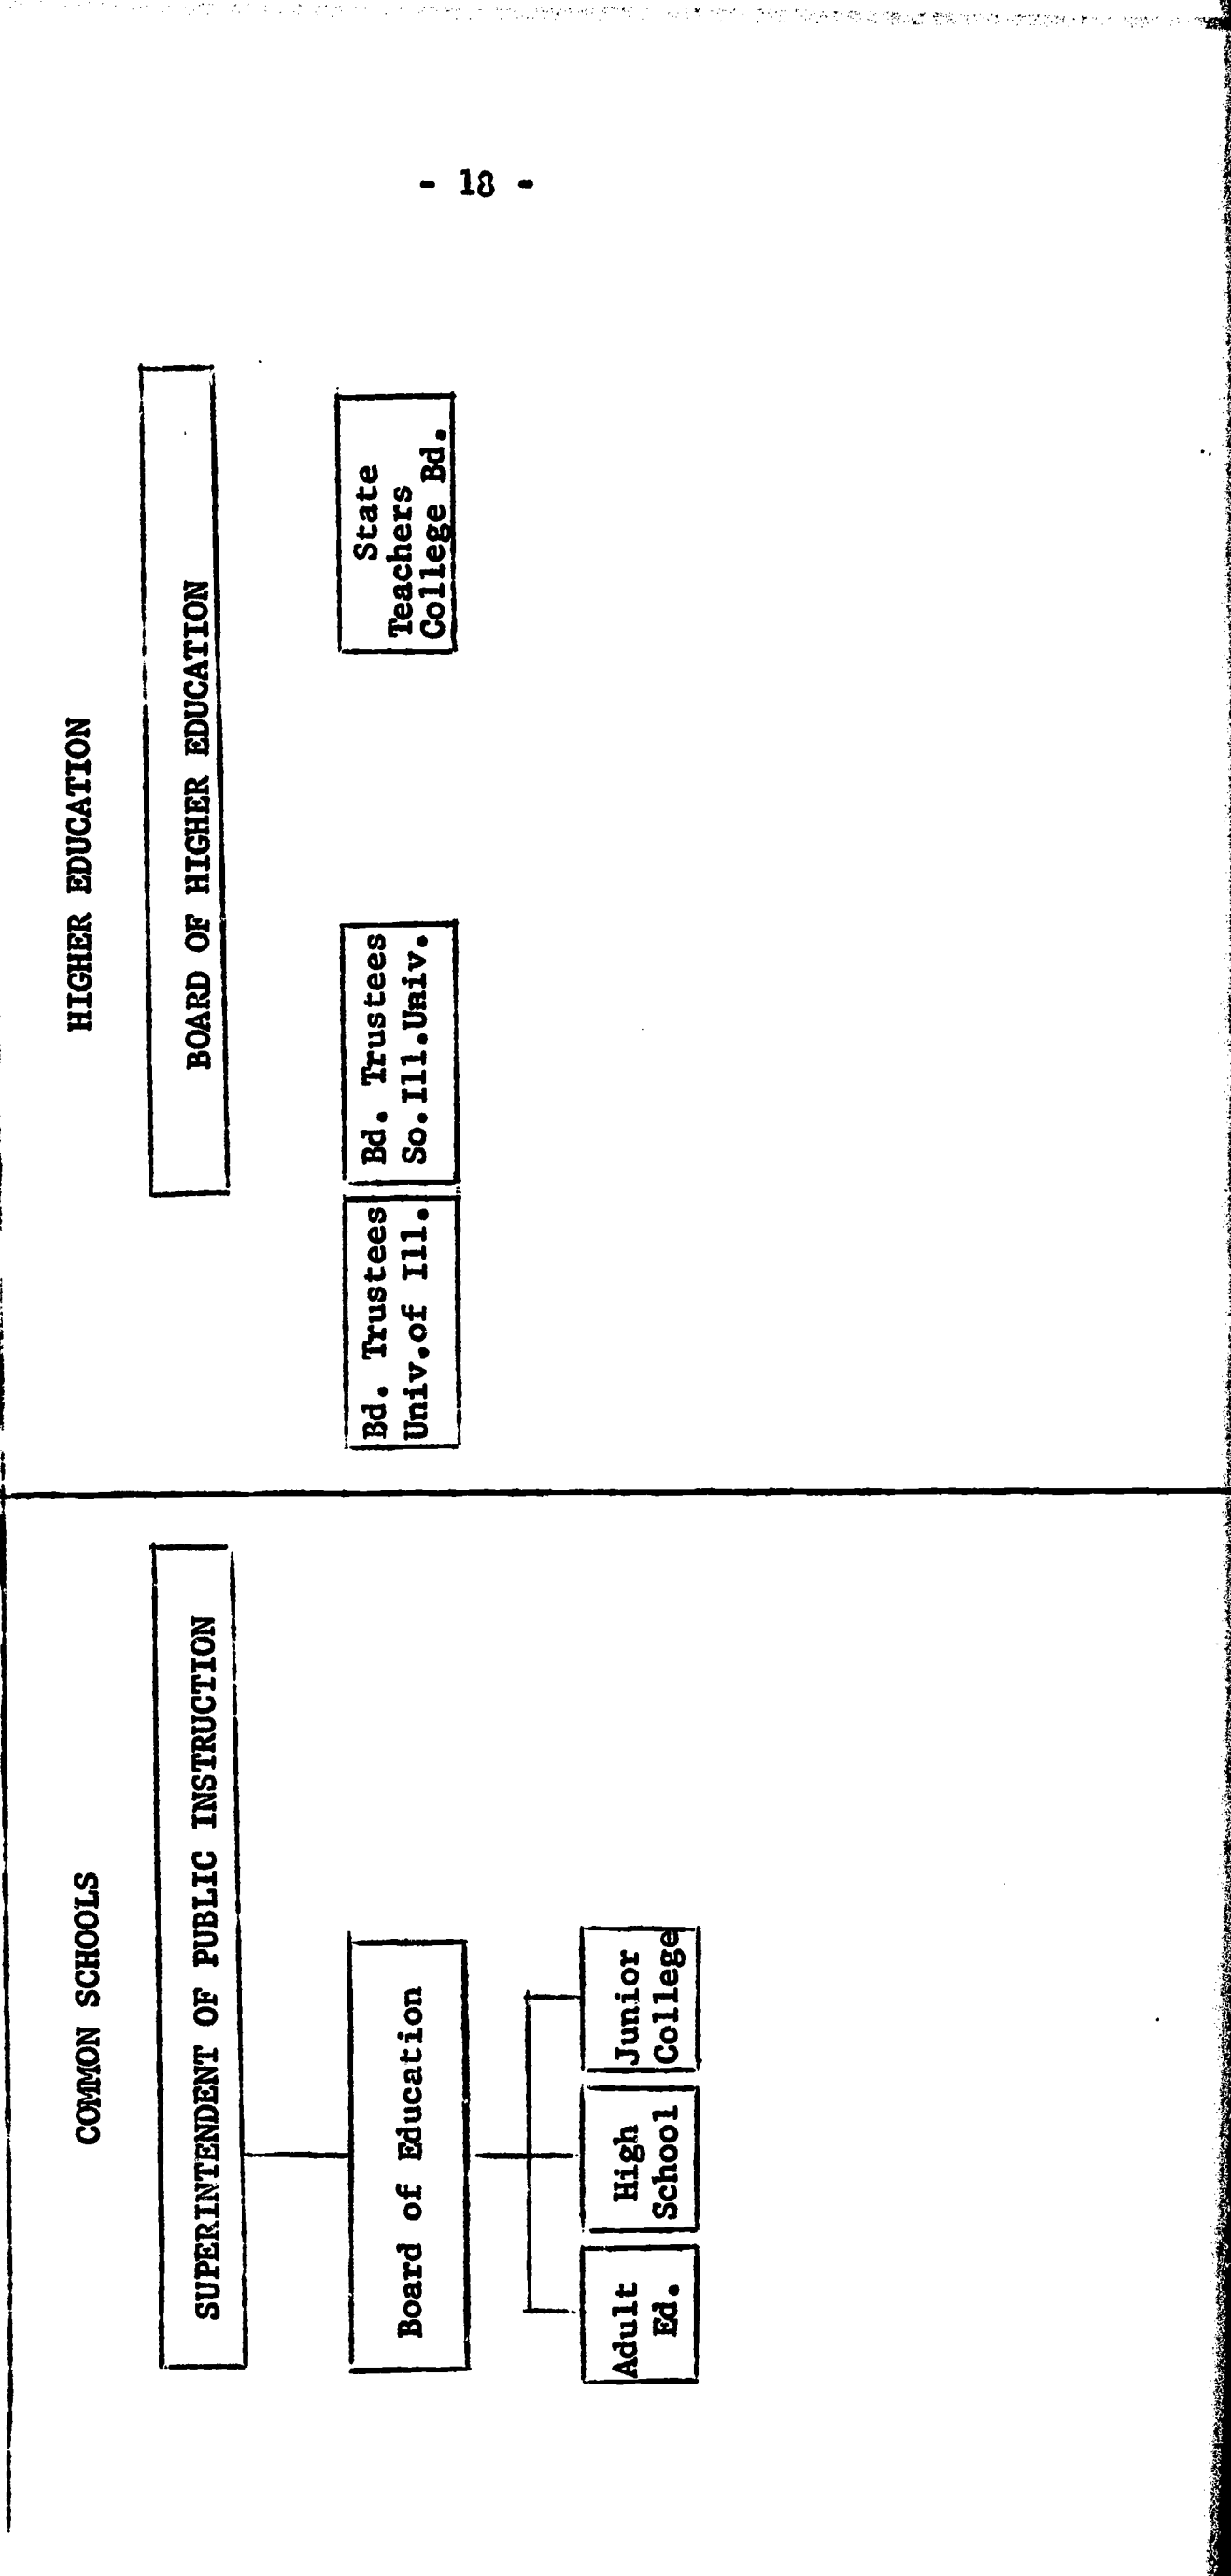 - 18 -
COMMON SCHOOLS
SUPERINTENDENT OF PUBLIC INSTRUCTION
Board of Education
Adult
Ed.
High
School
Junior
College
HIGHER EDUCATION
BOARD OF HIGHER EDUCATION
Bd. Trustees
Univ.of Ill.
Bd. Trustees
So.Ill.Univ.
State
Teachers
College Bd.